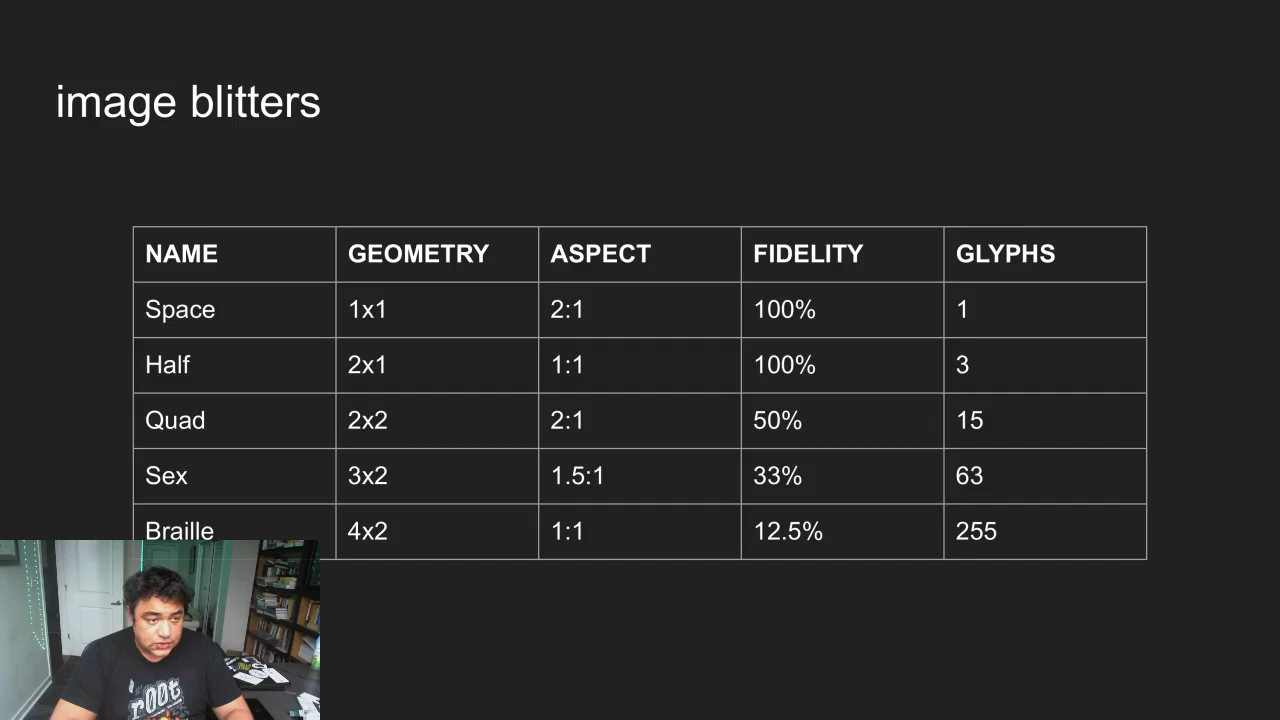 image blitters
NAME GEOMETRY ASPECT FIDELITY GLYPHS
Space 1x1 2:1 100% 1
Half 2x1 1:1 100% 3
Quad 2x2 2:1 50% 15
Sex 3x2 1.5:1 33% 63
Braille 4x2 1:1 12.5% 255
r00t